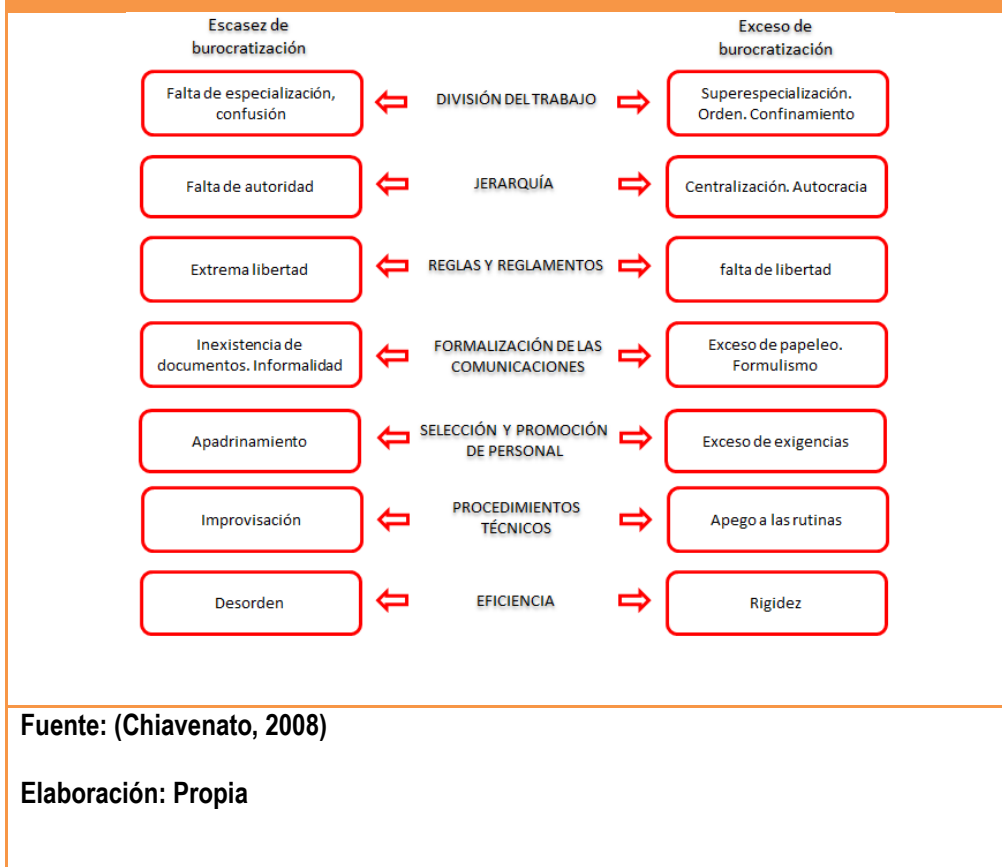 Escasez de
burocratización
Exceso de
burocratización
Falta de especialización,
confusión
DIVISIÓN DEL TRABAJO
Superespecialización.
Orden. Confinamiento
Falta de autoridad
JERARQUÍA
Centralización. Autocracia
Extrema libertad
REGLAS Y REGLAMENTOS
falta de libertad
Inexistencia de
documentos. Informalidad
FORMALIZACIÓN DE LAS
COMUNICACIONES
Exceso de papeleo.
Formulismo
Apadrinamiento
SELECCIÓN Y PROMOCIÓN
DE PERSONAL
Exceso de exigencias
Improvisación
PROCEDIMIENTOS
TÉCNICOS
Apego a las rutinas
Desorden
EFICIENCIA
Rigidez
Fuente: (Chiavenato, 2008)
Elaboración: Propia